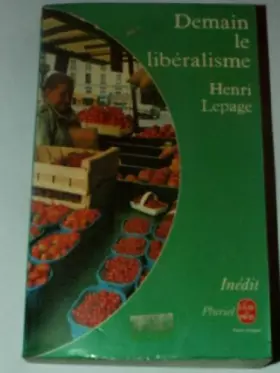 Demain
le
libéralisme
Henri
Lepage
Inédit
Pluriel